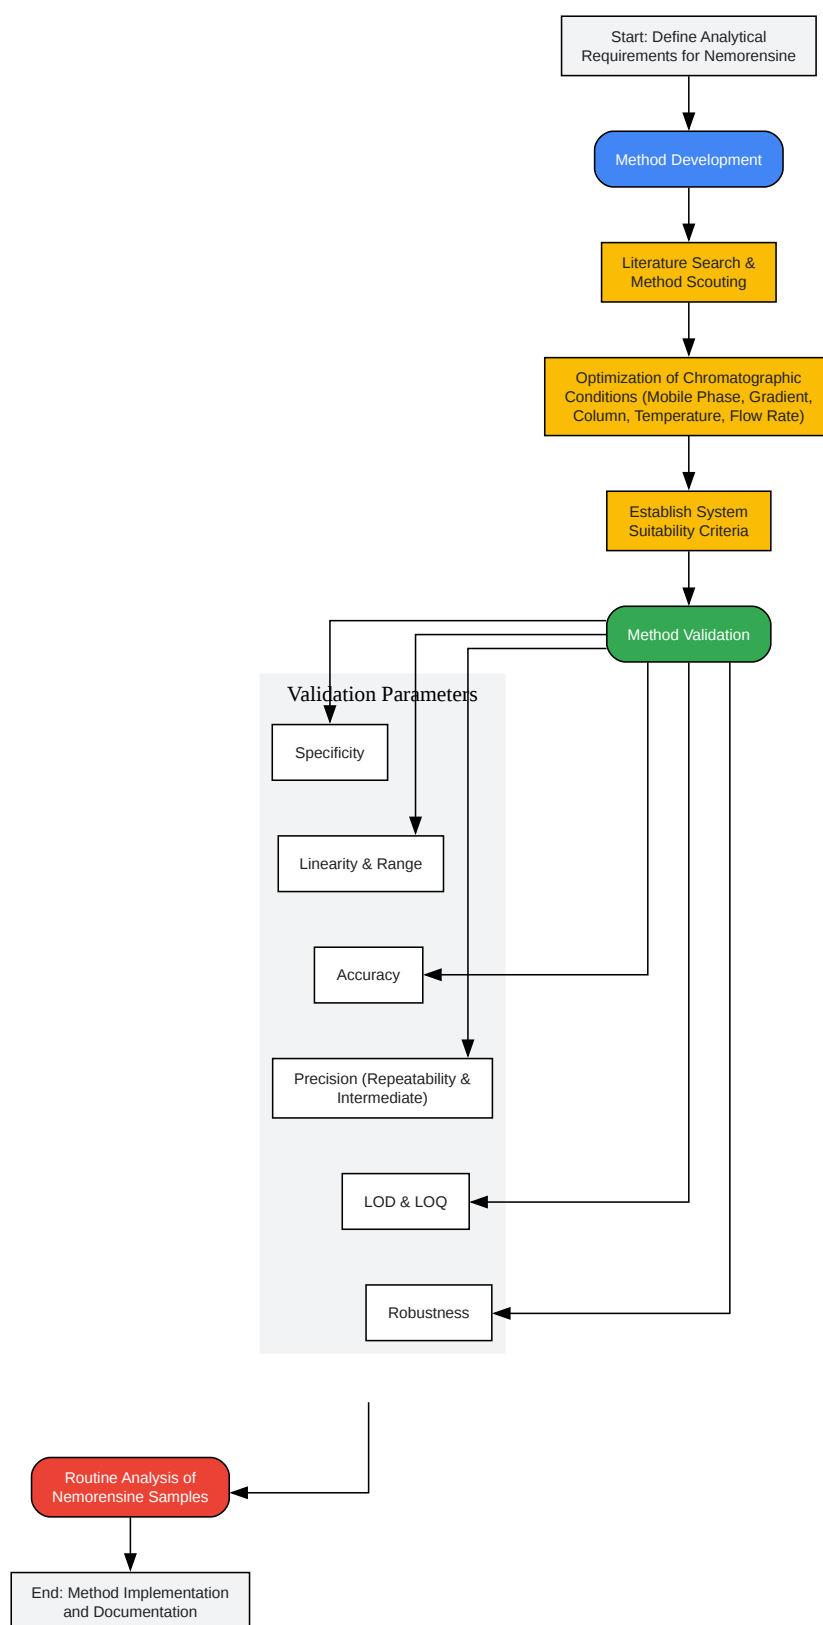 Start: Define Analytical
Requirements for Nemorensine
Method Development
Literature Search &
Method Scouting
Optimization of Chromatographic
Conditions (Mobile Phase, Gradient,
Column, Temperature, Flow Rate)
Establish System
Suitability Criteria
Method Validation
Validation Parameters
Specificity
Linearity & Range
Accuracy
Precision (Repeatability &
Intermediate)
LOD & LOQ
Robustness
Routine Analysis of
Nemorensine Samples
End: Method Implementation
and Documentation